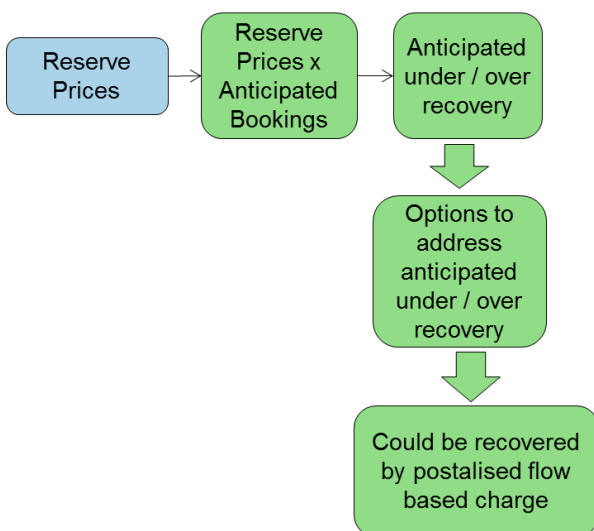 Reserve
Prices
Reserve
Prices x
Anticipated
Bookings
Anticipated
under / over
recovery
Options to
address
anticipated
under / over
recovery
Could be recovered
by postalised flow
based charge